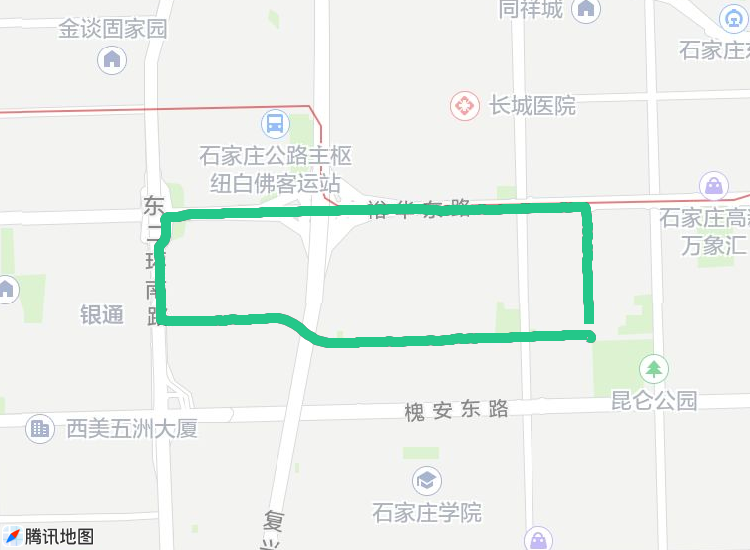 同祥城
金谈固家园
石家庄东
长城医院
石家庄公路主枢
纽白佛客运站
东二环南路
裕华东路
石家庄高新
万象汇
银通
昆仑公园
槐安东路
西美五洲大厦
石家庄学院
复兴
腾讯地图